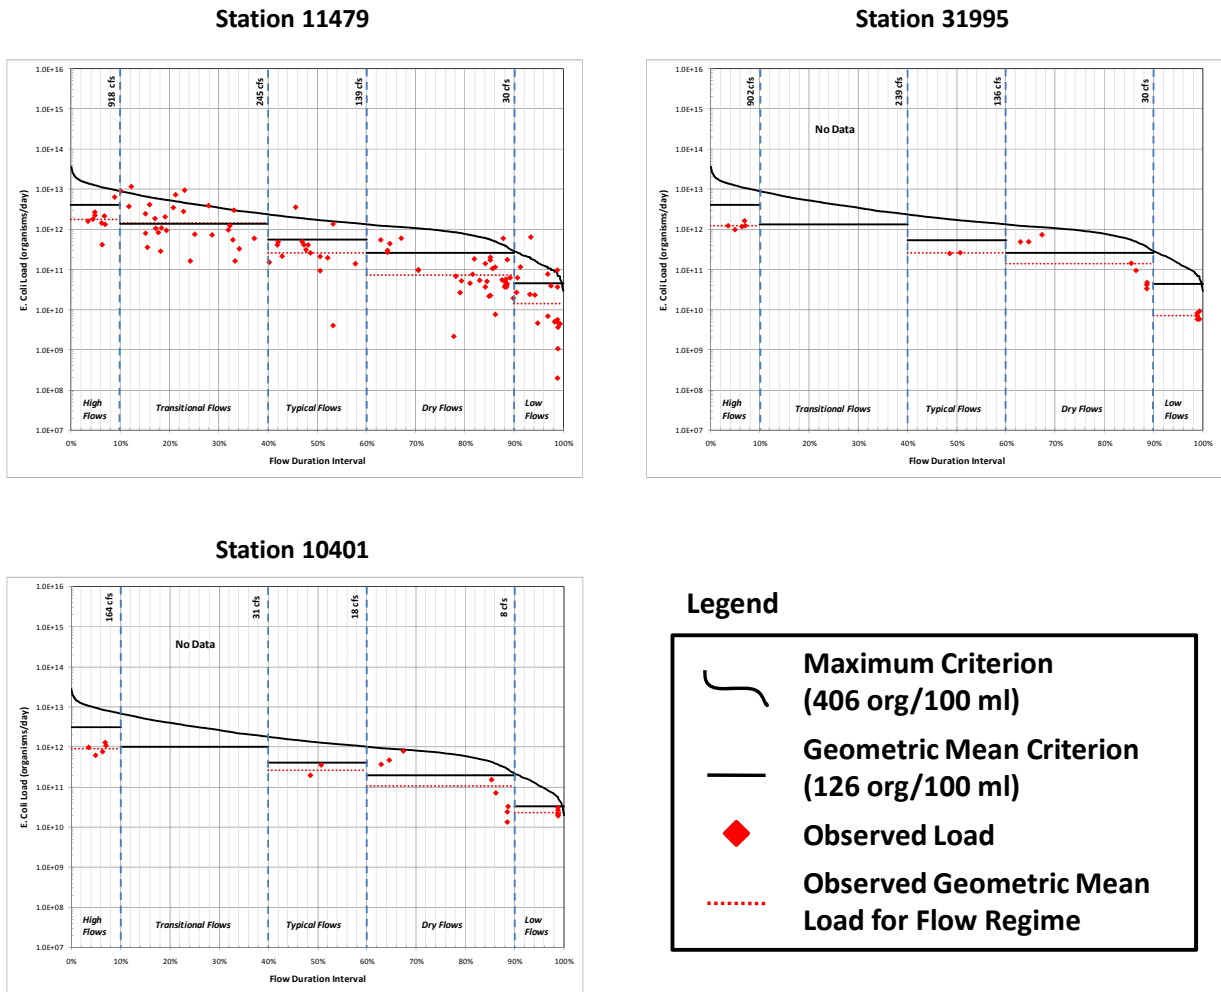 Station 11479
1.0E+16
1.0E+15
1.0E+14
1.0E+13
1.0E+12
1.0E+11
1.0E+10
1.0E+09
1.0E+08
1.0E+07
E. Coli Load (organisms/day)
918 cfs
245 cfs
139 cfs
30 cfs
High
Flows
Transitional Flows
Typical Flows
Dry Flows
Low
Flows
0%
10%
20%
30%
40%
50%
60%
70%
80%
90%
100%
Flow Duration Interval
Station 31995
1.0E+16
1.0E+15
1.0E+14
1.0E+13
1.0E+12
1.0E+11
1.0E+10
1.0E+09
1.0E+08
1.0E+07
E. Coli Load (organisms/day)
902 cfs
239 cfs
136 cfs
30 cfs
No Data
High
Flows
Transitional Flows
Typical Flows
Dry Flows
Low
Flows
0%
10%
20%
30%
40%
50%
60%
70%
80%
90%
100%
Flow Duration Interval
Station 10401
1.0E+16
1.0E+15
1.0E+14
1.0E+13
1.0E+12
1.0E+11
1.0E+10
1.0E+09
1.0E+08
1.0E+07
E. Coli Load (organisms/day)
164 cfs
31 cfs
18 cfs
8 cfs
No Data
High
Flows
Transitional Flows
Typical Flows
Dry Flows
Low
Flows
0%
10%
20%
30%
40%
50%
60%
70%
80%
90%
100%
Flow Duration Interval
Legend
Maximum Criterion
(406 org/100 ml)
Geometric Mean Criterion
(126 org/100 ml)
Observed Load
Observed Geometric Mean
Load for Flow Regime